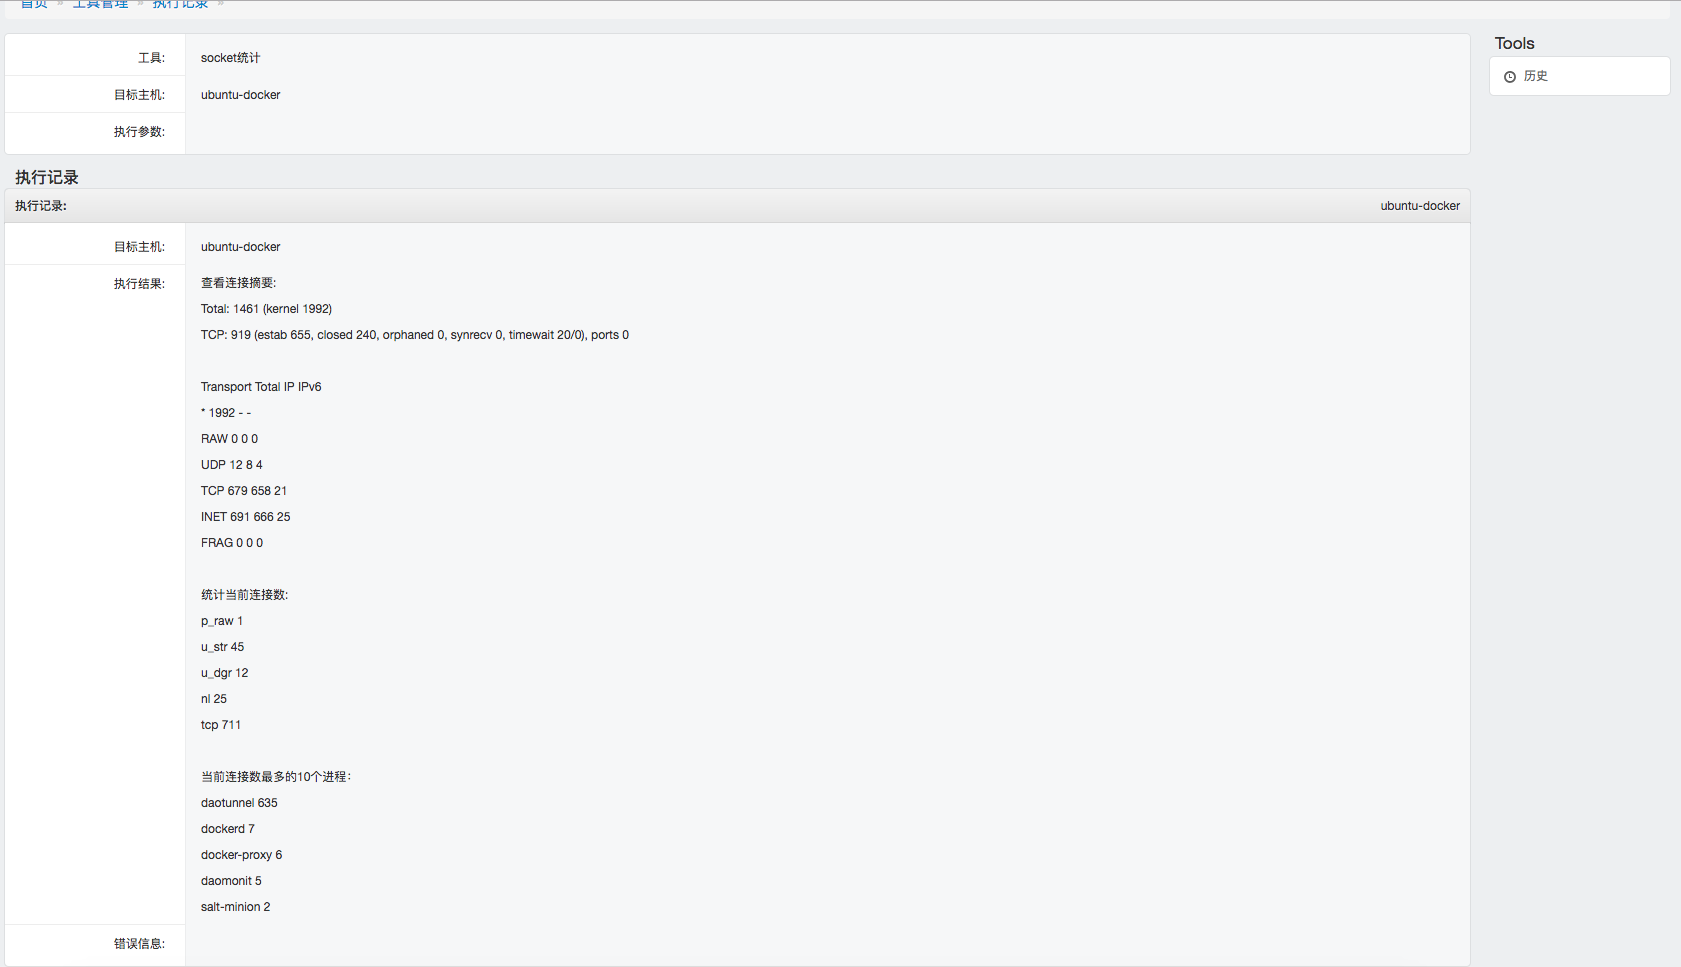 首页 » 工具管理 » 执行记录 »
工具: socket统计
目标主机: ubuntu-docker
执行参数:
Tools
历史
执行记录
执行记录: ubuntu-docker
目标主机: ubuntu-docker
执行结果: 查看连接摘要:
Total: 1461 (kernel 1992)
TCP: 919 (estab 655, closed 240, orphaned 0, synrecv 0, timewait 20/0), ports 0
Transport Total IP IPv6
* 1992 - -
RAW 0 0 0
UDP 12 8 4
TCP 679 658 21
INET 691 666 25
FRAG 0 0 0
统计当前连接数:
p_raw 1
u_str 45
u_dgr 12
nl 25
tcp 711
当前连接数最多的10个进程：
daotunnel 635
dockerd 7
docker-proxy 6
daomonit 5
salt-minion 2
错误信息: